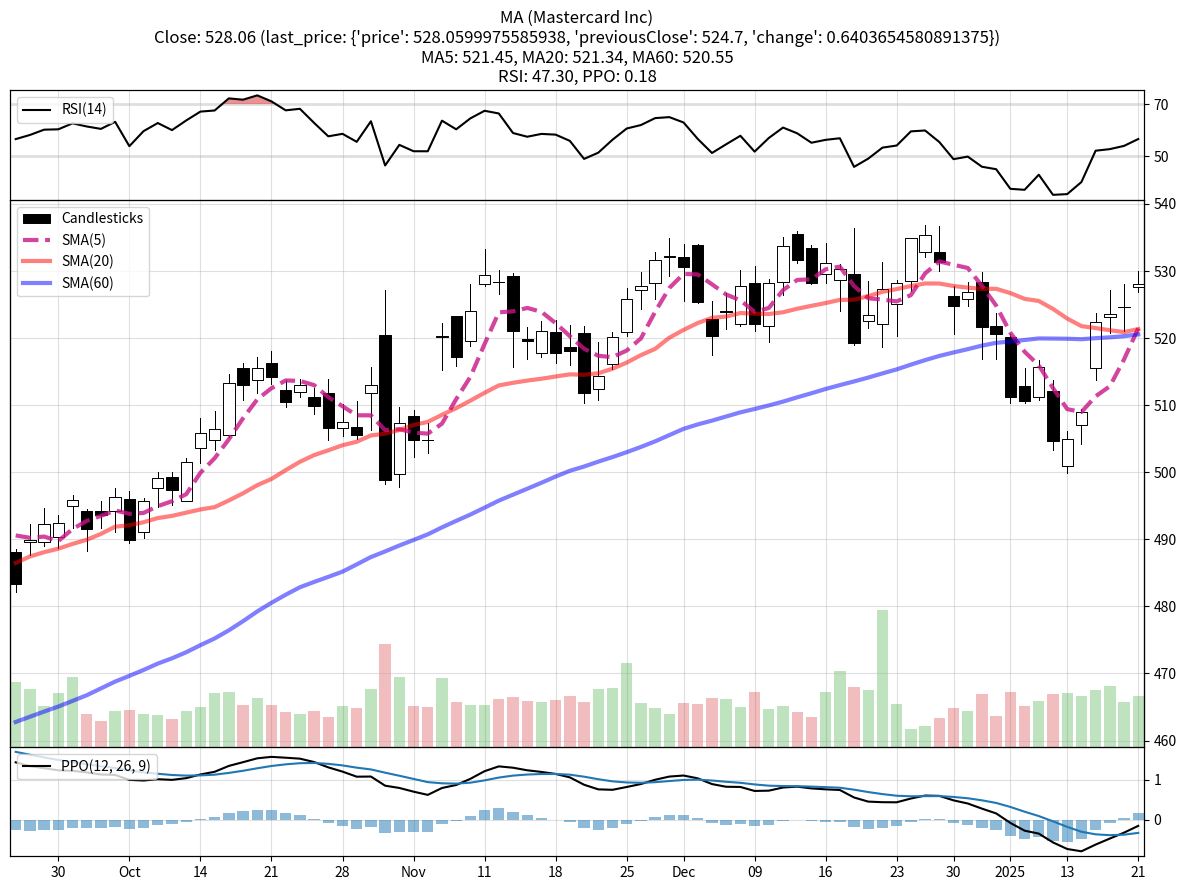 MA (Mastercard Inc)
Close: 528.06 (last_price: {'price': 528.0599975585938, 'previousClose': 524.7, 'change': 0.6403654580891375})
MA5: 521.45, MA20: 521.34, MA60: 520.55
RSI: 47.30, PPO: 0.18
RSI(14)
70
50
Candlesticks
SMA(5)
SMA(20)
SMA(60)
540
530
520
510
500
490
480
470
460
PPO(12, 26, 9)
1
0
30 Oct 14 21 28 Nov 11 18 25 Dec 09 16 23 30 2025 13 21